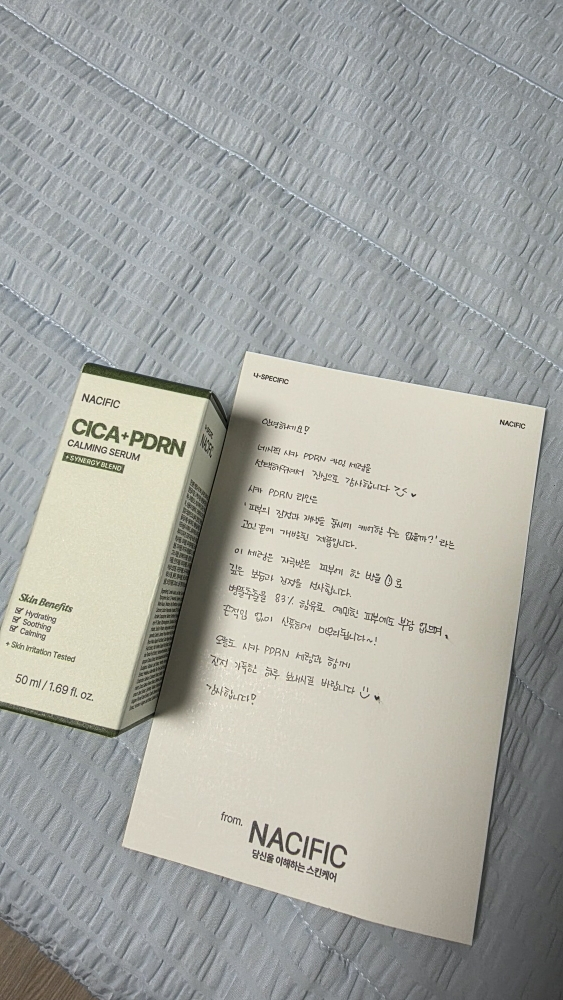 NACIFIC
CICA+PDRN
CALMING SERUM
+SYNERGY BLEND
Skin Benefits
Hydrating
Soothing
Calming
+ Skin Irritation Tested
50 ml / 1.69 fl. oz.
NACIFIC
나+SPECIFIC
NACIFIC
안녕하세요!
네시픽 시카 PDRN 카밍 세럼을
선택해주셔서 진심으로 감사합니다
시카 PDRN 라인은
'피부의 진정과 재생을 동시에 케어할 수는 없을까?' 라는
고민 끝에 개발된 제품입니다.
이 세럼은 자극받은 피부에 한 방울로
깊은 보습과 진정을 선사합니다.
병풀추출물 83% 함유로 예민한 피부에도 부담 없으며,
끈적임 없이 산뜻하게 마무리됩니다~!
오늘도 시카 PDRN 세럼과 함께
진정 가득한 하루 보내시길 바랍니다
감사합니다!
from. NACIFIC
당신을 이해하는 스킨케어